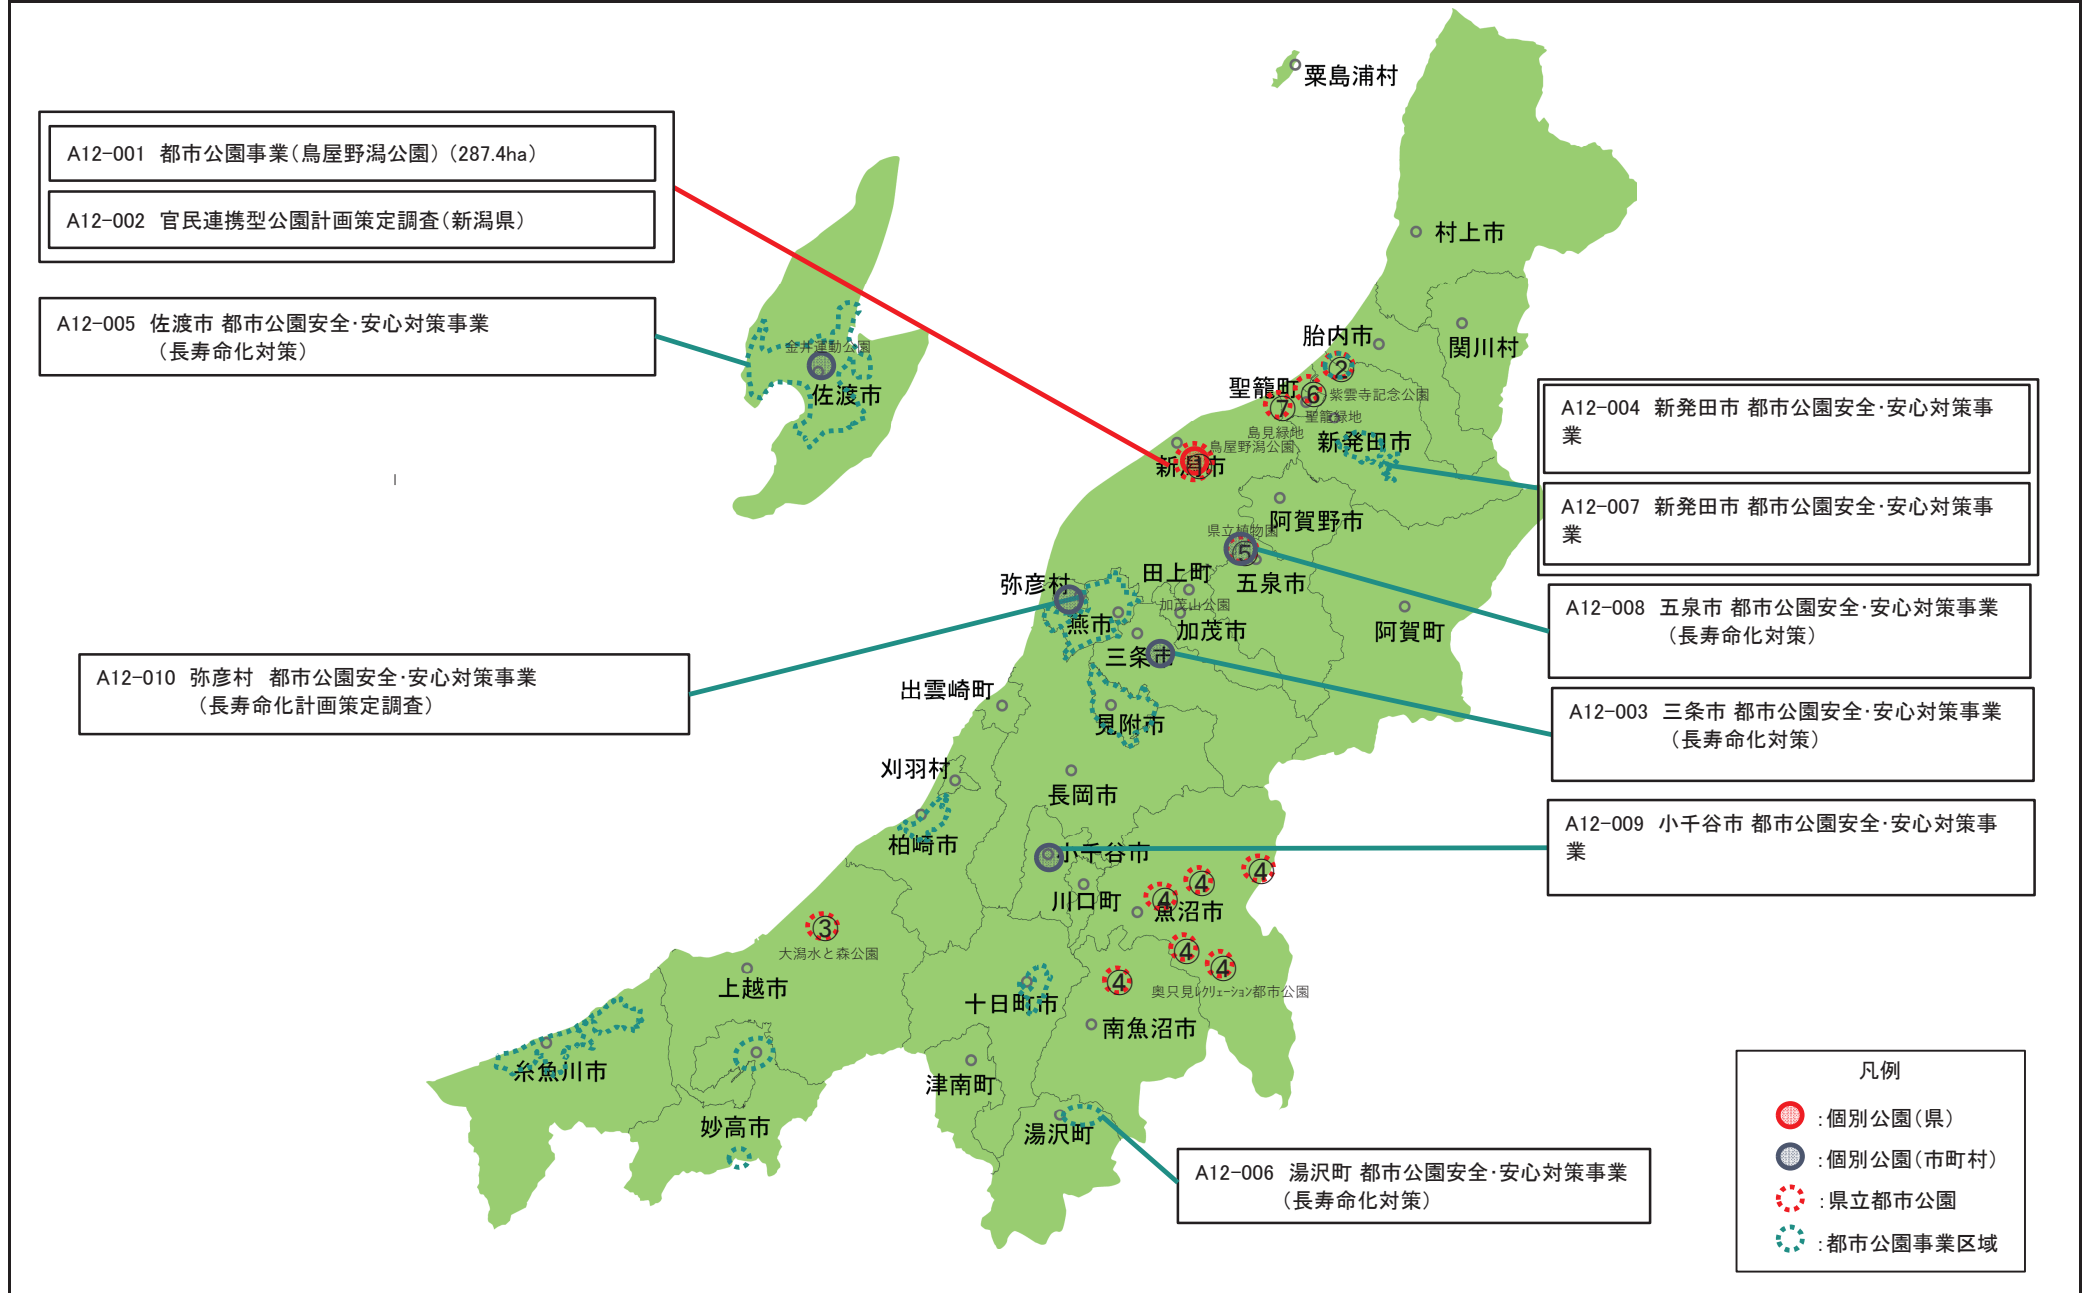 粟島浦村
A12-001 都市公園事業(鳥屋野潟公園) (287.4ha)
A12-002 官民連携型公園計画策定調査(新潟県)
村上市
A12-005 佐渡市 都市公園安全・安心対策事業
(長寿命化対策)
金井運動公園
佐渡市
胎内市
関川村
②
聖籠町
⑥
紫雲寺記念公園
⑦
聖籠緑地
島見緑地
新発田市
鳥屋野潟公園
新潟市
①
A12-004 新発田市 都市公園安全・安心対策事
業
A12-007 新発田市 都市公園安全・安心対策事
業
阿賀野市
県立植物園
⑤
五泉市
田上町
弥彦村
加茂山公園
燕市
加茂市
阿賀町
三条市
A12-008 五泉市 都市公園安全・安心対策事業
(長寿命化対策)
A12-010 弥彦村 都市公園安全・安心対策事業
(長寿命化計画策定調査)
出雲崎町
見附市
A12-003 三条市 都市公園安全・安心対策事業
(長寿命化対策)
刈羽村
長岡市
柏崎市
小千谷市
A12-009 小千谷市 都市公園安全・安心対策事
業
川口町
④
④
④
魚沼市
③
大潟水と森公園
④
④
④
奥只見レクリエーション都市公園
上越市
十日町市
南魚沼市
糸魚川市
津南町
妙高市
湯沢町
A12-006 湯沢町 都市公園安全・安心対策事業
(長寿命化対策)
凡例
:個別公園(県)
:個別公園(市町村)
:県立都市公園
:都市公園事業区域